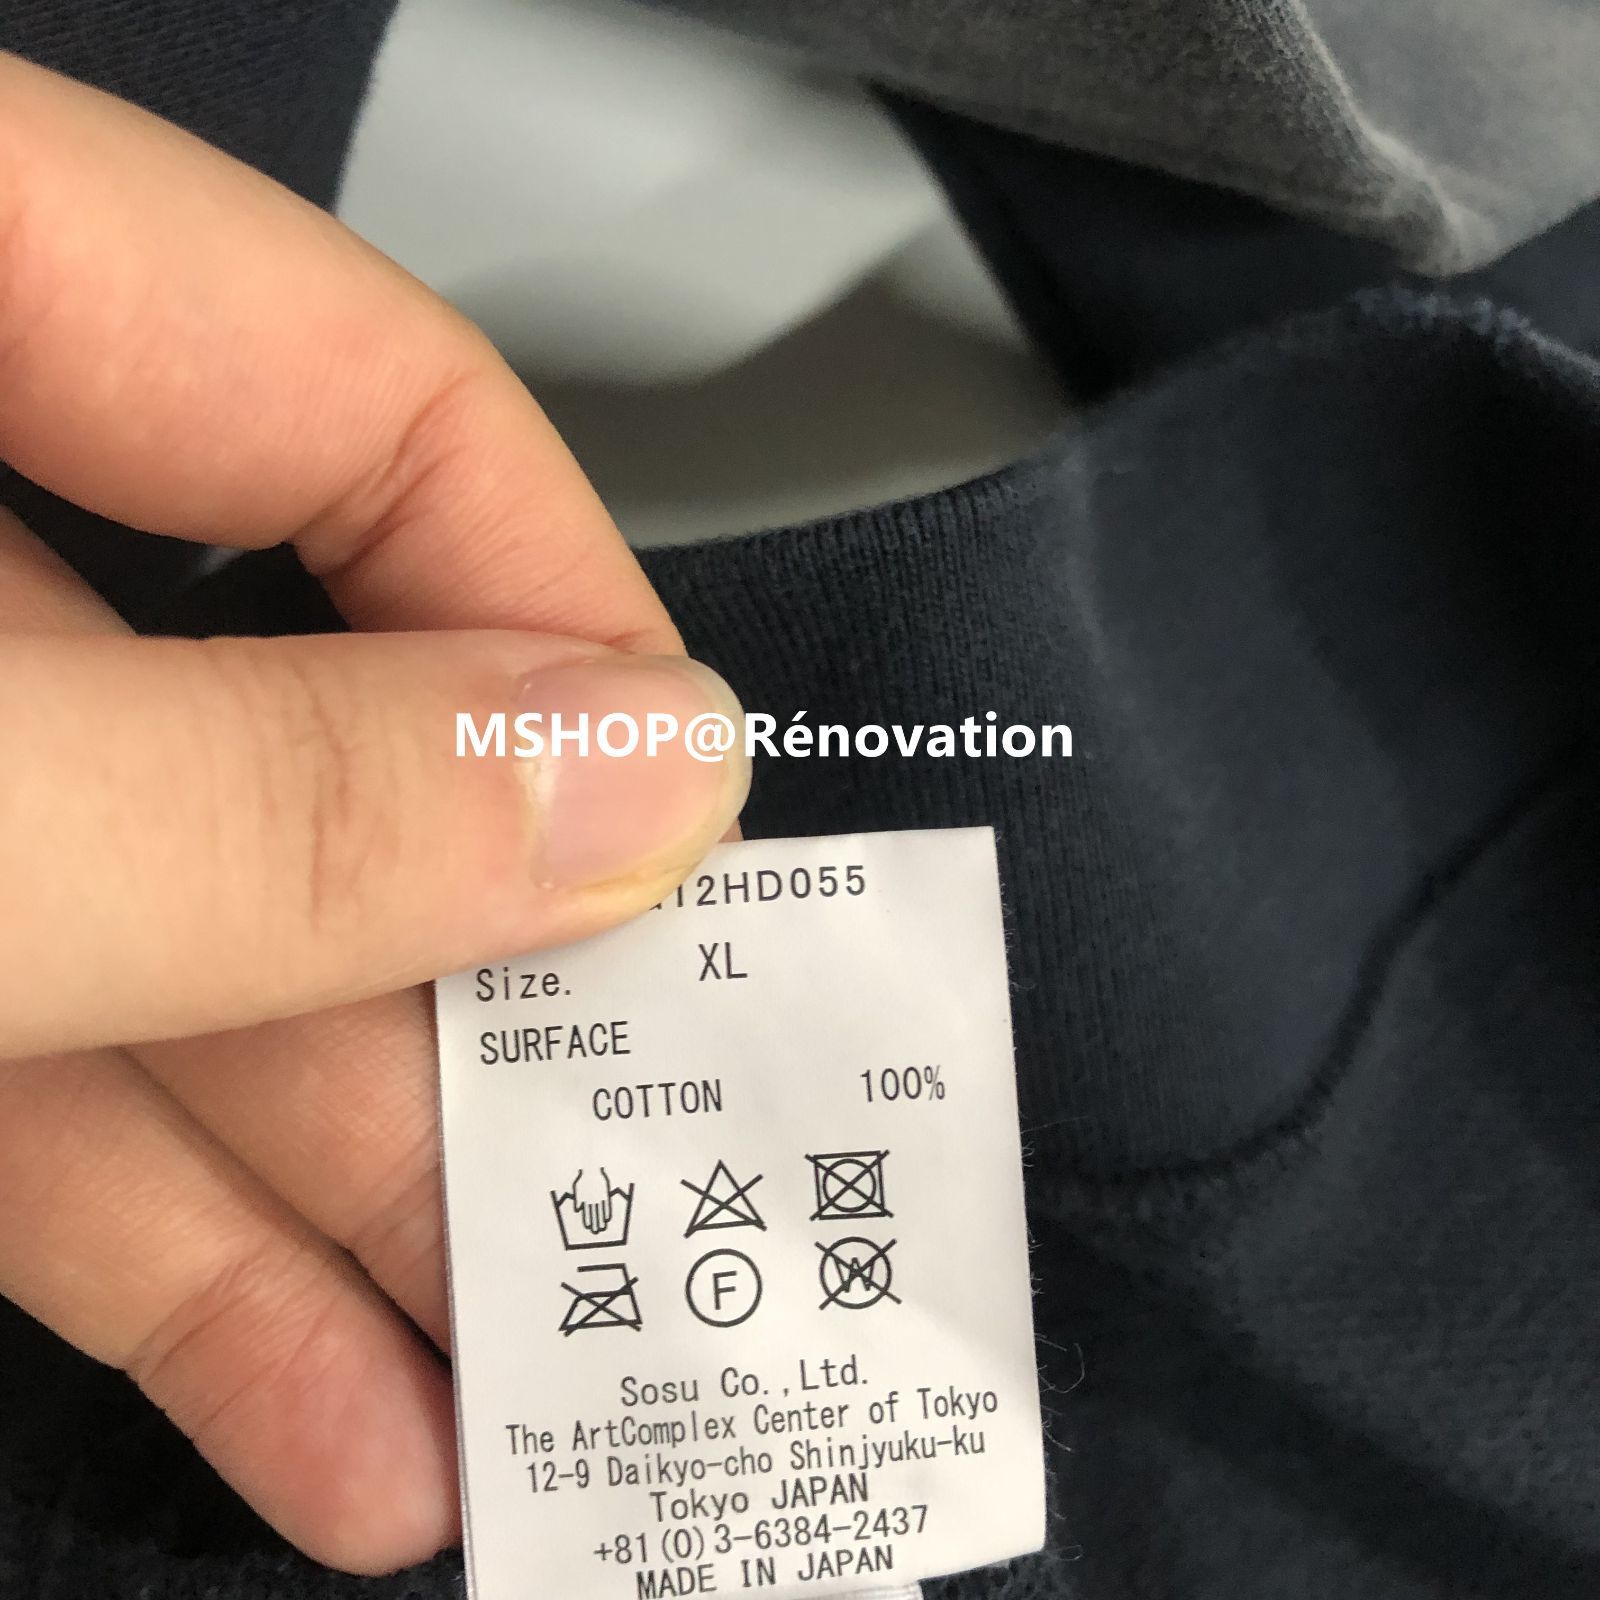 MSHOP@Rénovation
12HD055
Size. XL
SURFACE
COTTON 100%
F
W
Sosu Co.,Ltd.
The ArtComplex Center of Tokyo
12-9 Daikyo-cho Shinjyuku-ku
Tokyo JAPAN
+81(0)3-6384-2437
MADE IN JAPAN